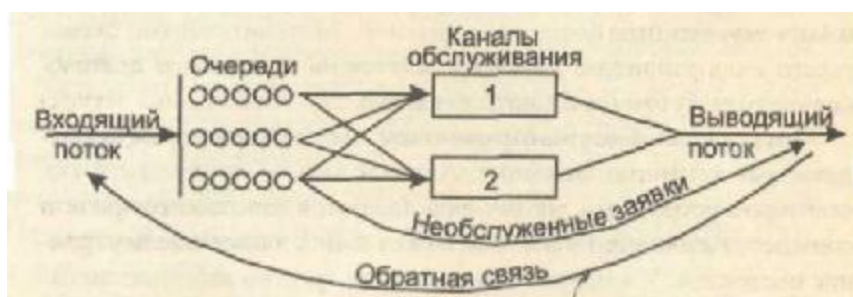 Каналы
обслуживания
Очереди
1
Входящий
поток
Выводящий
поток
2
Необслуженные заявки
Обратная связь